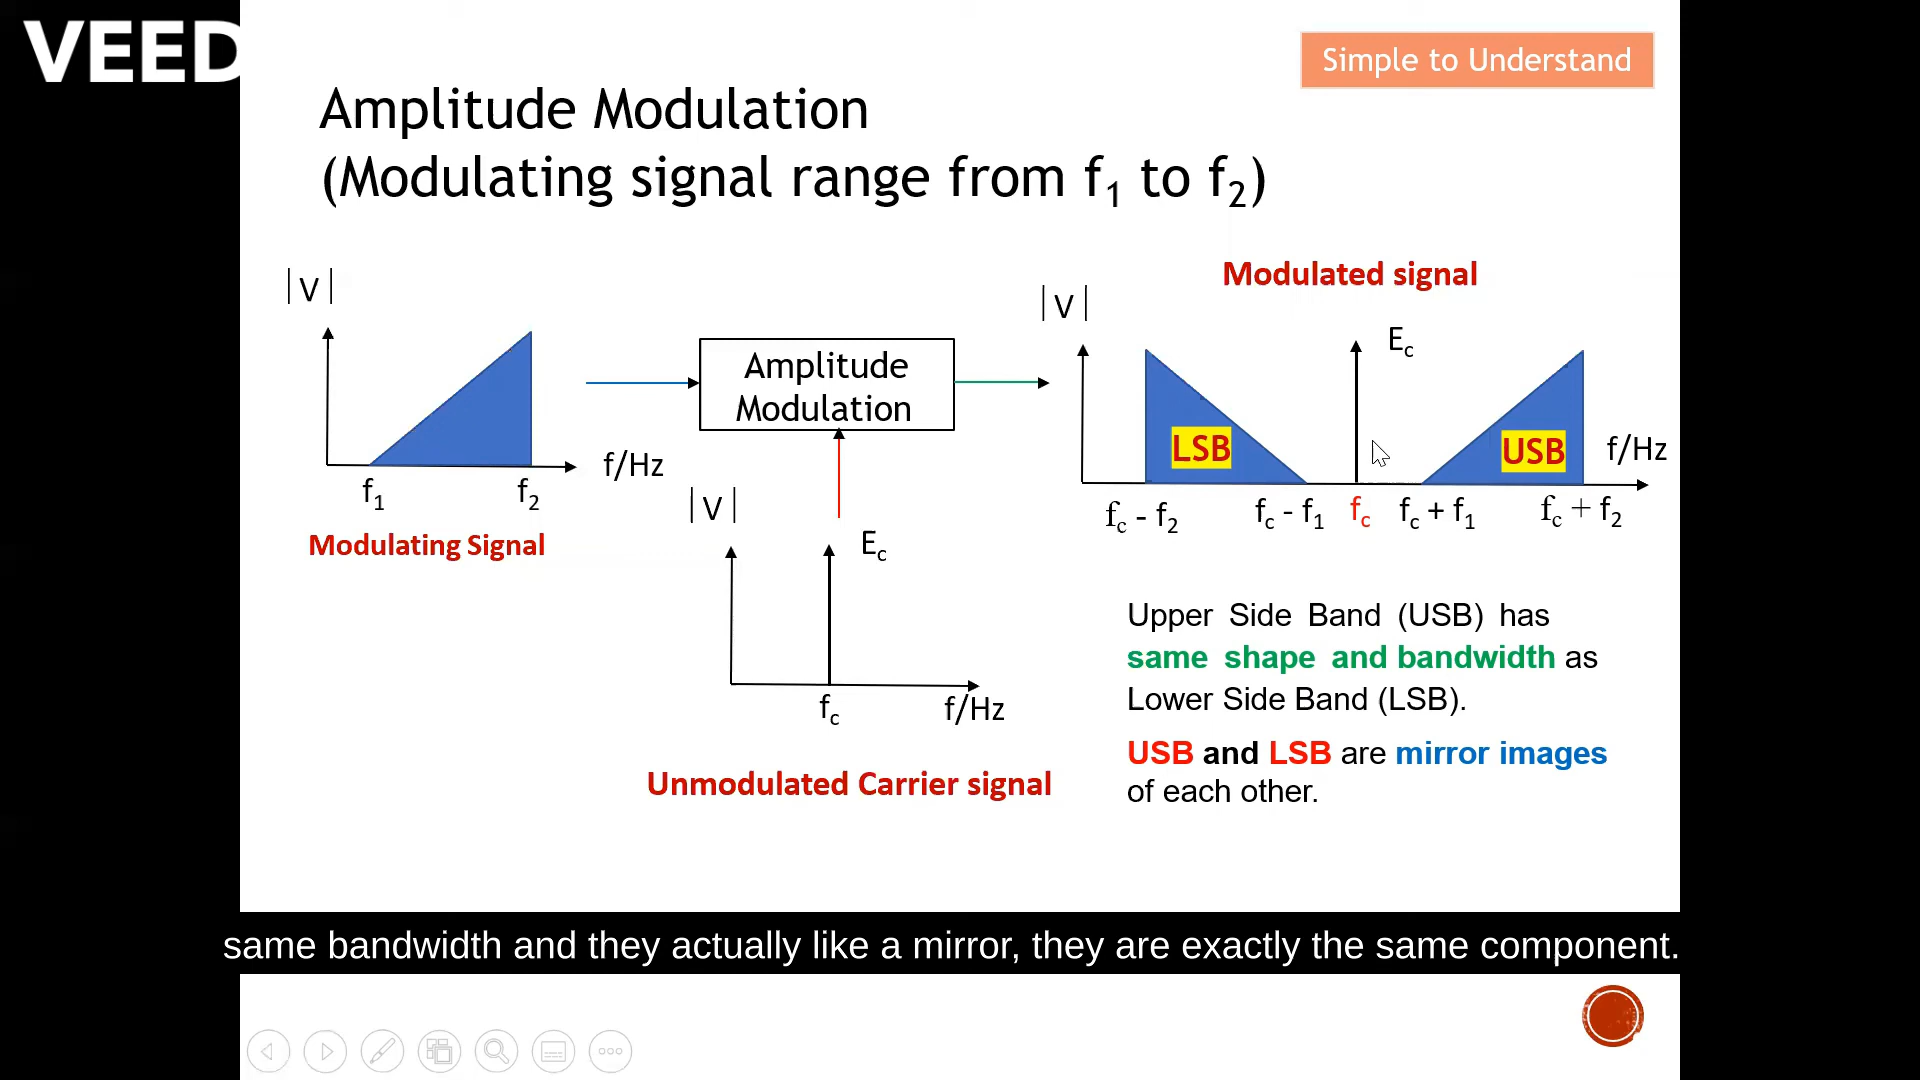 VEED
Simple to Understand
Amplitude Modulation
(Modulating signal range from f₁ to f₂)
|V|
f/Hz
f₁
f₂
Modulating Signal
Amplitude
Modulation
|V|
Ec
fc
f/Hz
Unmodulated Carrier signal
Modulated signal
|V|
Ec
LSB
USB
f/Hz
fc - f₂
fc - f₁
fc
fc + f₁
fc + f₂
Upper Side Band (USB) has
same shape and bandwidth as
Lower Side Band (LSB).
USB and LSB are mirror images
of each other.
same bandwidth and they actually like a mirror, they are exactly the same component.